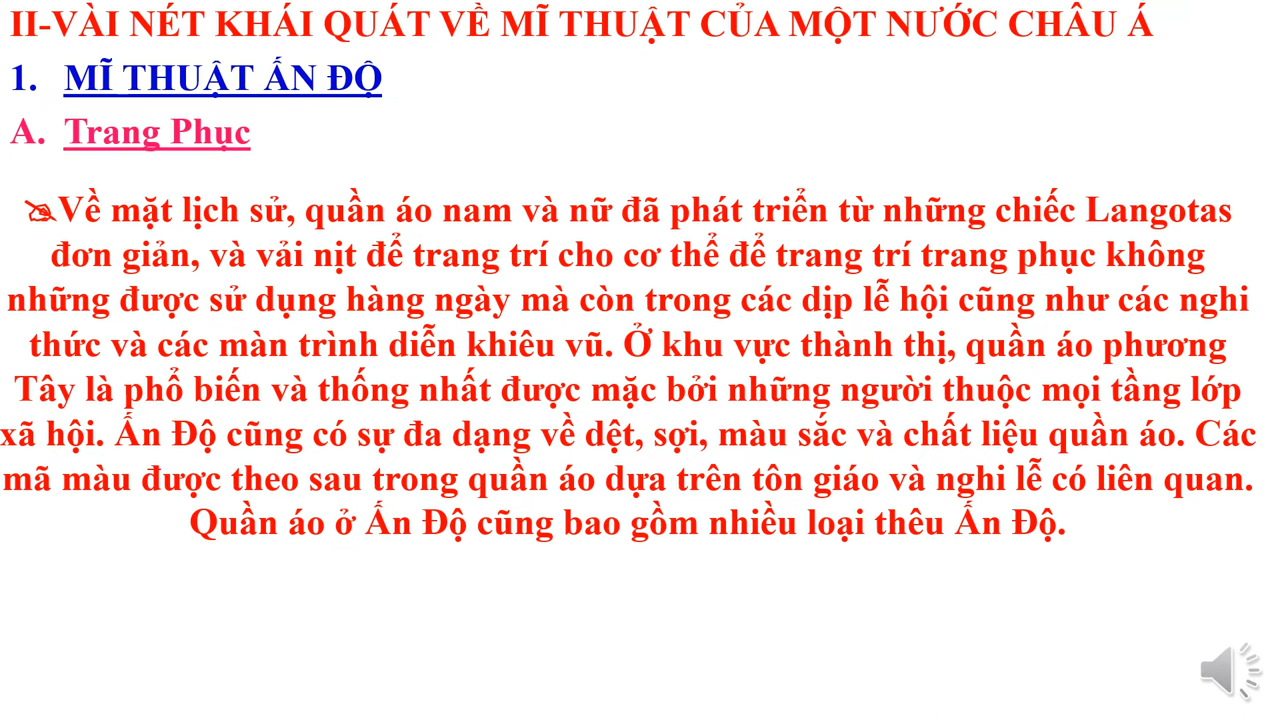 II-VÀI NÉT KHÁI QUÁT VỀ MĨ THUẬT CỦA MỘT NƯỚC CHÂU Á
1. MĨ THUẬT ẤN ĐỘ
A. Trang Phục
Về mặt lịch sử, quần áo nam và nữ đã phát triển từ những chiếc Langotas
đơn giản, và vải nịt để trang trí cho cơ thể để trang trí trang phục không
những được sử dụng hàng ngày mà còn trong các dịp lễ hội cũng như các nghi
thức và các màn trình diễn khiêu vũ. Ở khu vực thành thị, quần áo phương
Tây là phổ biến và thống nhất được mặc bởi những người thuộc mọi tầng lớp
xã hội. Ấn Độ cũng có sự đa dạng về dệt, sợi, màu sắc và chất liệu quần áo. Các
mã màu được theo sau trong quần áo dựa trên tôn giáo và nghi lễ có liên quan.
Quần áo ở Ấn Độ cũng bao gồm nhiều loại thêu Ấn Độ.